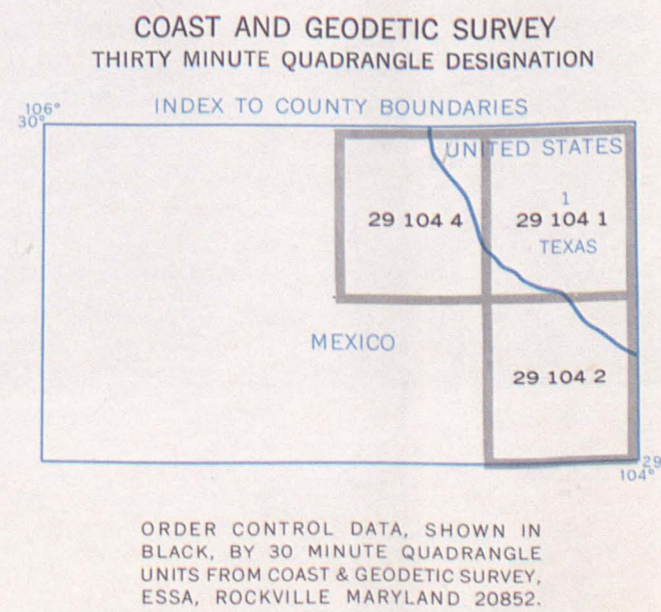 COAST AND GEODETIC SURVEY
THIRTY MINUTE QUADRANGLE DESIGNATION
INDEX TO COUNTY BOUNDARIES
106°
30°
UNITED STATES
1
29 104 4
29 104 1
TEXAS
MEXICO
29 104 2
29
104°
ORDER CONTROL DATA, SHOWN IN
BLACK, BY 30 MINUTE QUADRANGLE
UNITS FROM COAST & GEODETIC SURVEY,
ESSA, ROCKVILLE MARYLAND 20852.